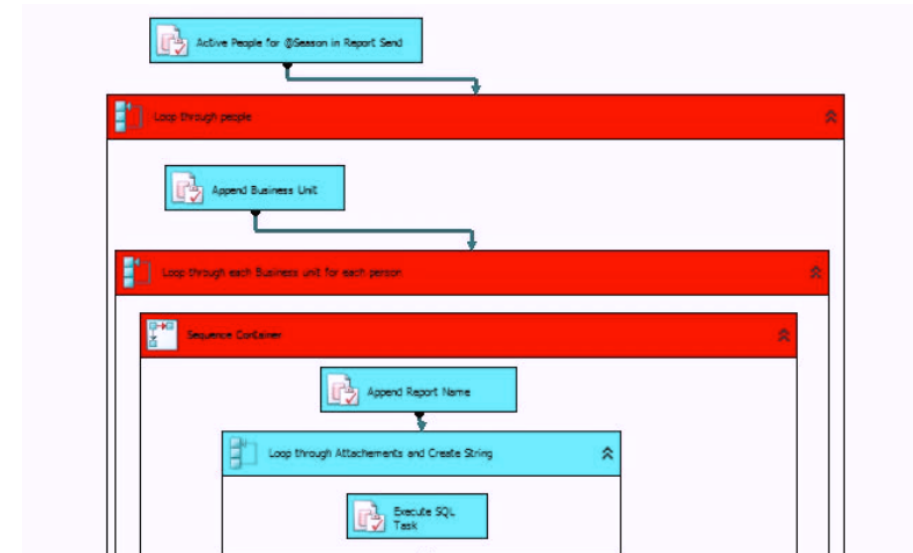 Active People for @Season in Report Send
Loop through people
Append Business Unit
Loop through each Business unit for each person
Sequence Container
Append Report Name
Loop through Attachements and Create String
Execute SQL
Task